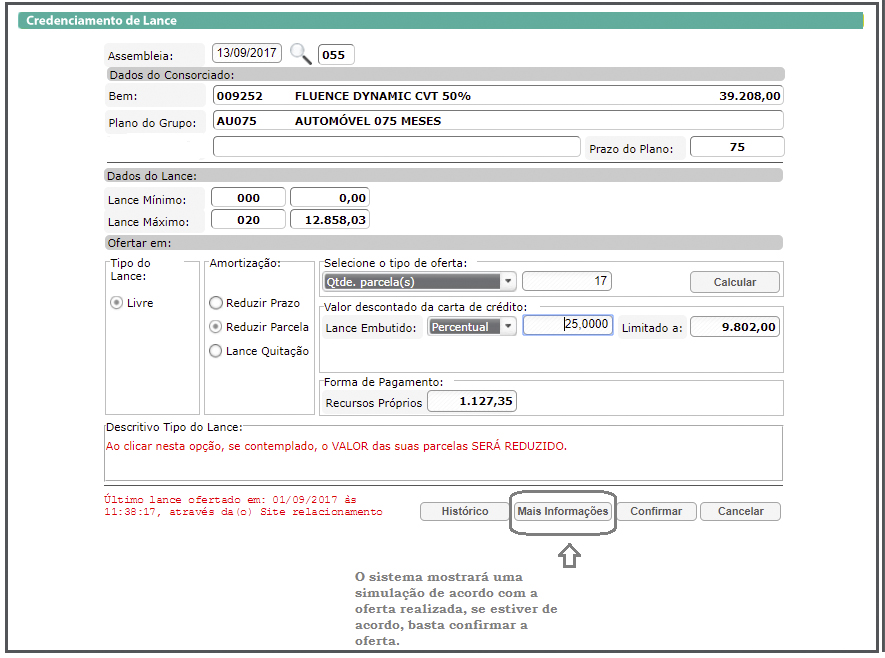 Credenciamento de Lance
Assembleia: 13/09/2017 055
Dados do Consorciado:
Bem: 009252 FLUENCE DYNAMIC CVT 50% 39.208,00
Plano do Grupo: AU075 AUTOMÓVEL 075 MESES
Prazo do Plano: 75
Dados do Lance:
Lance Mínimo: 000 0,00
Lance Máximo: 020 12.858,03
Ofertar em:
Tipo do
Lance:
Livre
Amortização:
Reduzir Prazo
Reduzir Parcela
Lance Quitação
Selecione o tipo de oferta:
Qtde. parcela(s) 17 Calcular
Valor descontado da carta de crédito:
Lance Embutido: Percentual 25,0000 Limitado a: 9.802,00
Forma de Pagamento:
Recursos Próprios 1.127,35
Descritivo Tipo do Lance:
Ao clicar nesta opção, se contemplado, o VALOR das suas parcelas SERÁ REDUZIDO.
Último lance ofertado em: 01/09/2017 às
11:38:17, através da(o) Site relacionamento
Histórico Mais Informações Confirmar Cancelar
O sistema mostrará uma
simulação de acordo com a
oferta realizada, se estiver de
acordo, basta confirmar a
oferta.